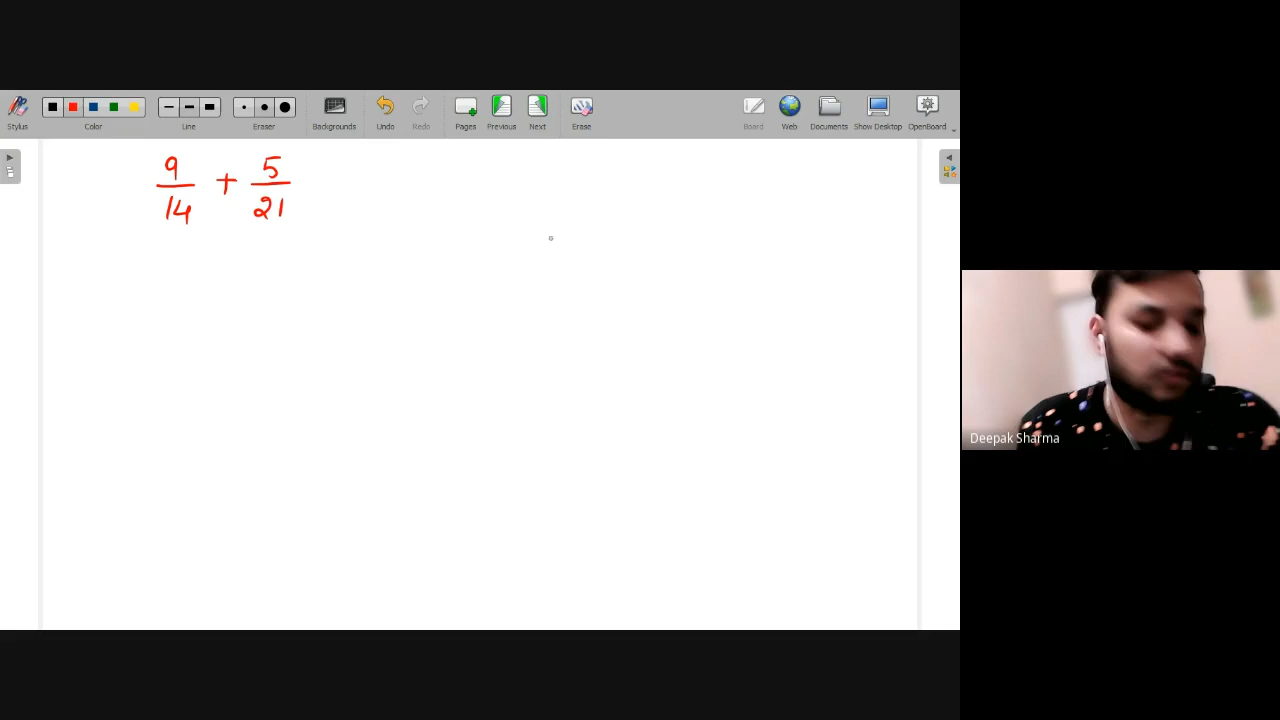 Stylus Color Line Eraser Backgrounds Undo Redo Pages Previous Next Erase Board Web Documents Show Desktop OpenBoard
9/14 + 5/21
Deepak Sharma